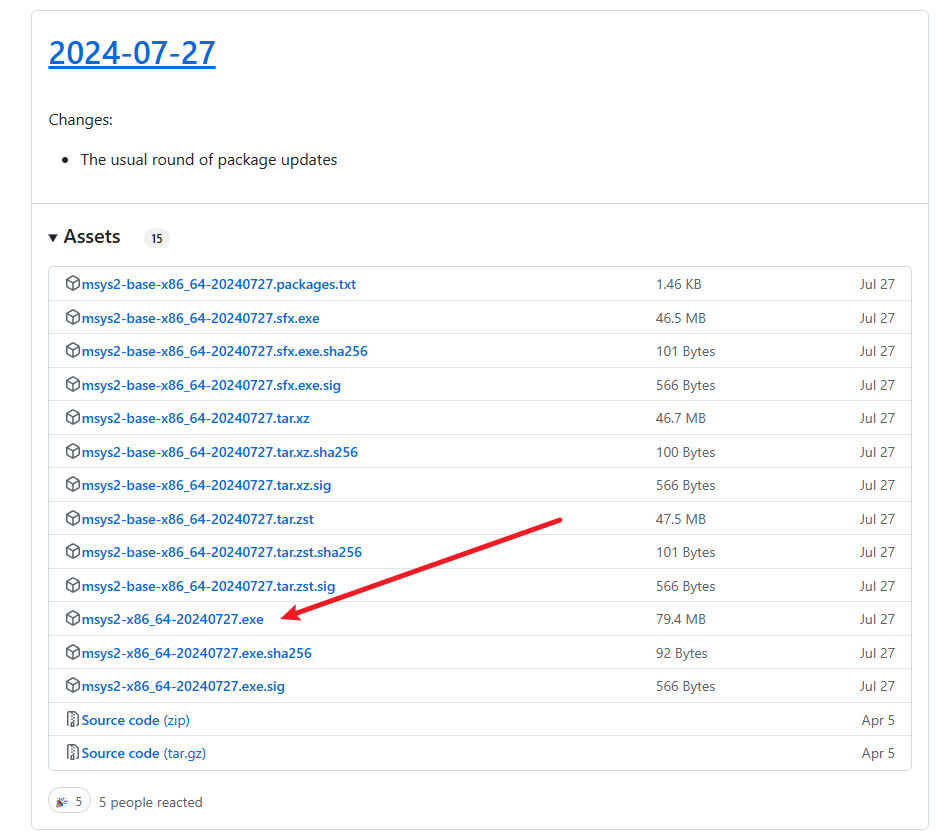 2024-07-27
Changes:
The usual round of package updates
Assets 15
msys2-base-x86_64-20240727.packages.txt 1.46 KB Jul 27
msys2-base-x86_64-20240727.sfx.exe 46.5 MB Jul 27
msys2-base-x86_64-20240727.sfx.exe.sha256 101 Bytes Jul 27
msys2-base-x86_64-20240727.sfx.exe.sig 566 Bytes Jul 27
msys2-base-x86_64-20240727.tar.xz 46.7 MB Jul 27
msys2-base-x86_64-20240727.tar.xz.sha256 100 Bytes Jul 27
msys2-base-x86_64-20240727.tar.xz.sig 566 Bytes Jul 27
msys2-base-x86_64-20240727.tar.zst 47.5 MB Jul 27
msys2-base-x86_64-20240727.tar.zst.sha256 101 Bytes Jul 27
msys2-base-x86_64-20240727.tar.zst.sig 566 Bytes Jul 27
msys2-x86_64-20240727.exe 79.4 MB Jul 27
msys2-x86_64-20240727.exe.sha256 92 Bytes Jul 27
msys2-x86_64-20240727.exe.sig 566 Bytes Jul 27
Source code (zip) Apr 5
Source code (tar.gz) Apr 5
5 5 people reacted